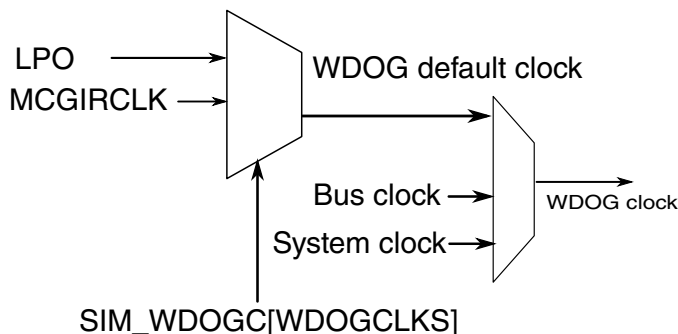 LPO
WDOG default clock
MCGIRCLK
Bus clock
WDOG clock
System clock
SIM_WDOGC[WDOGCLKS]